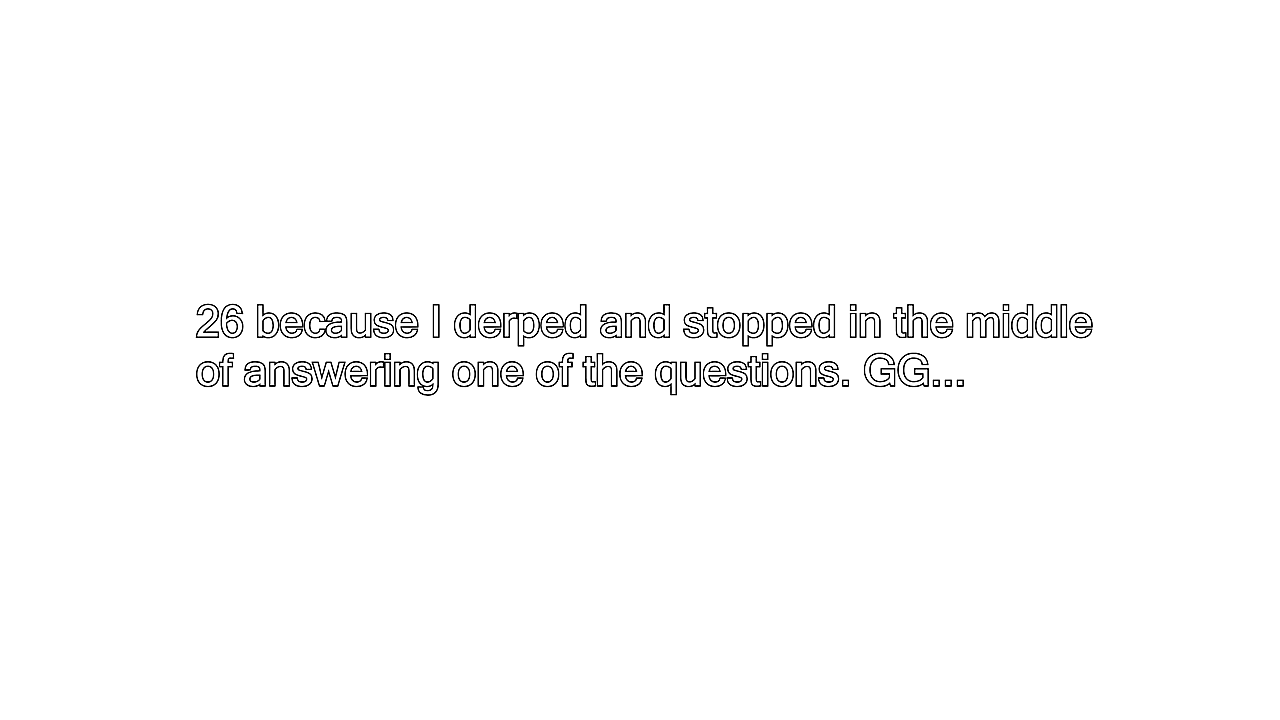 26 because I derped and stopped in the middle
of answering one of the questions. GG...